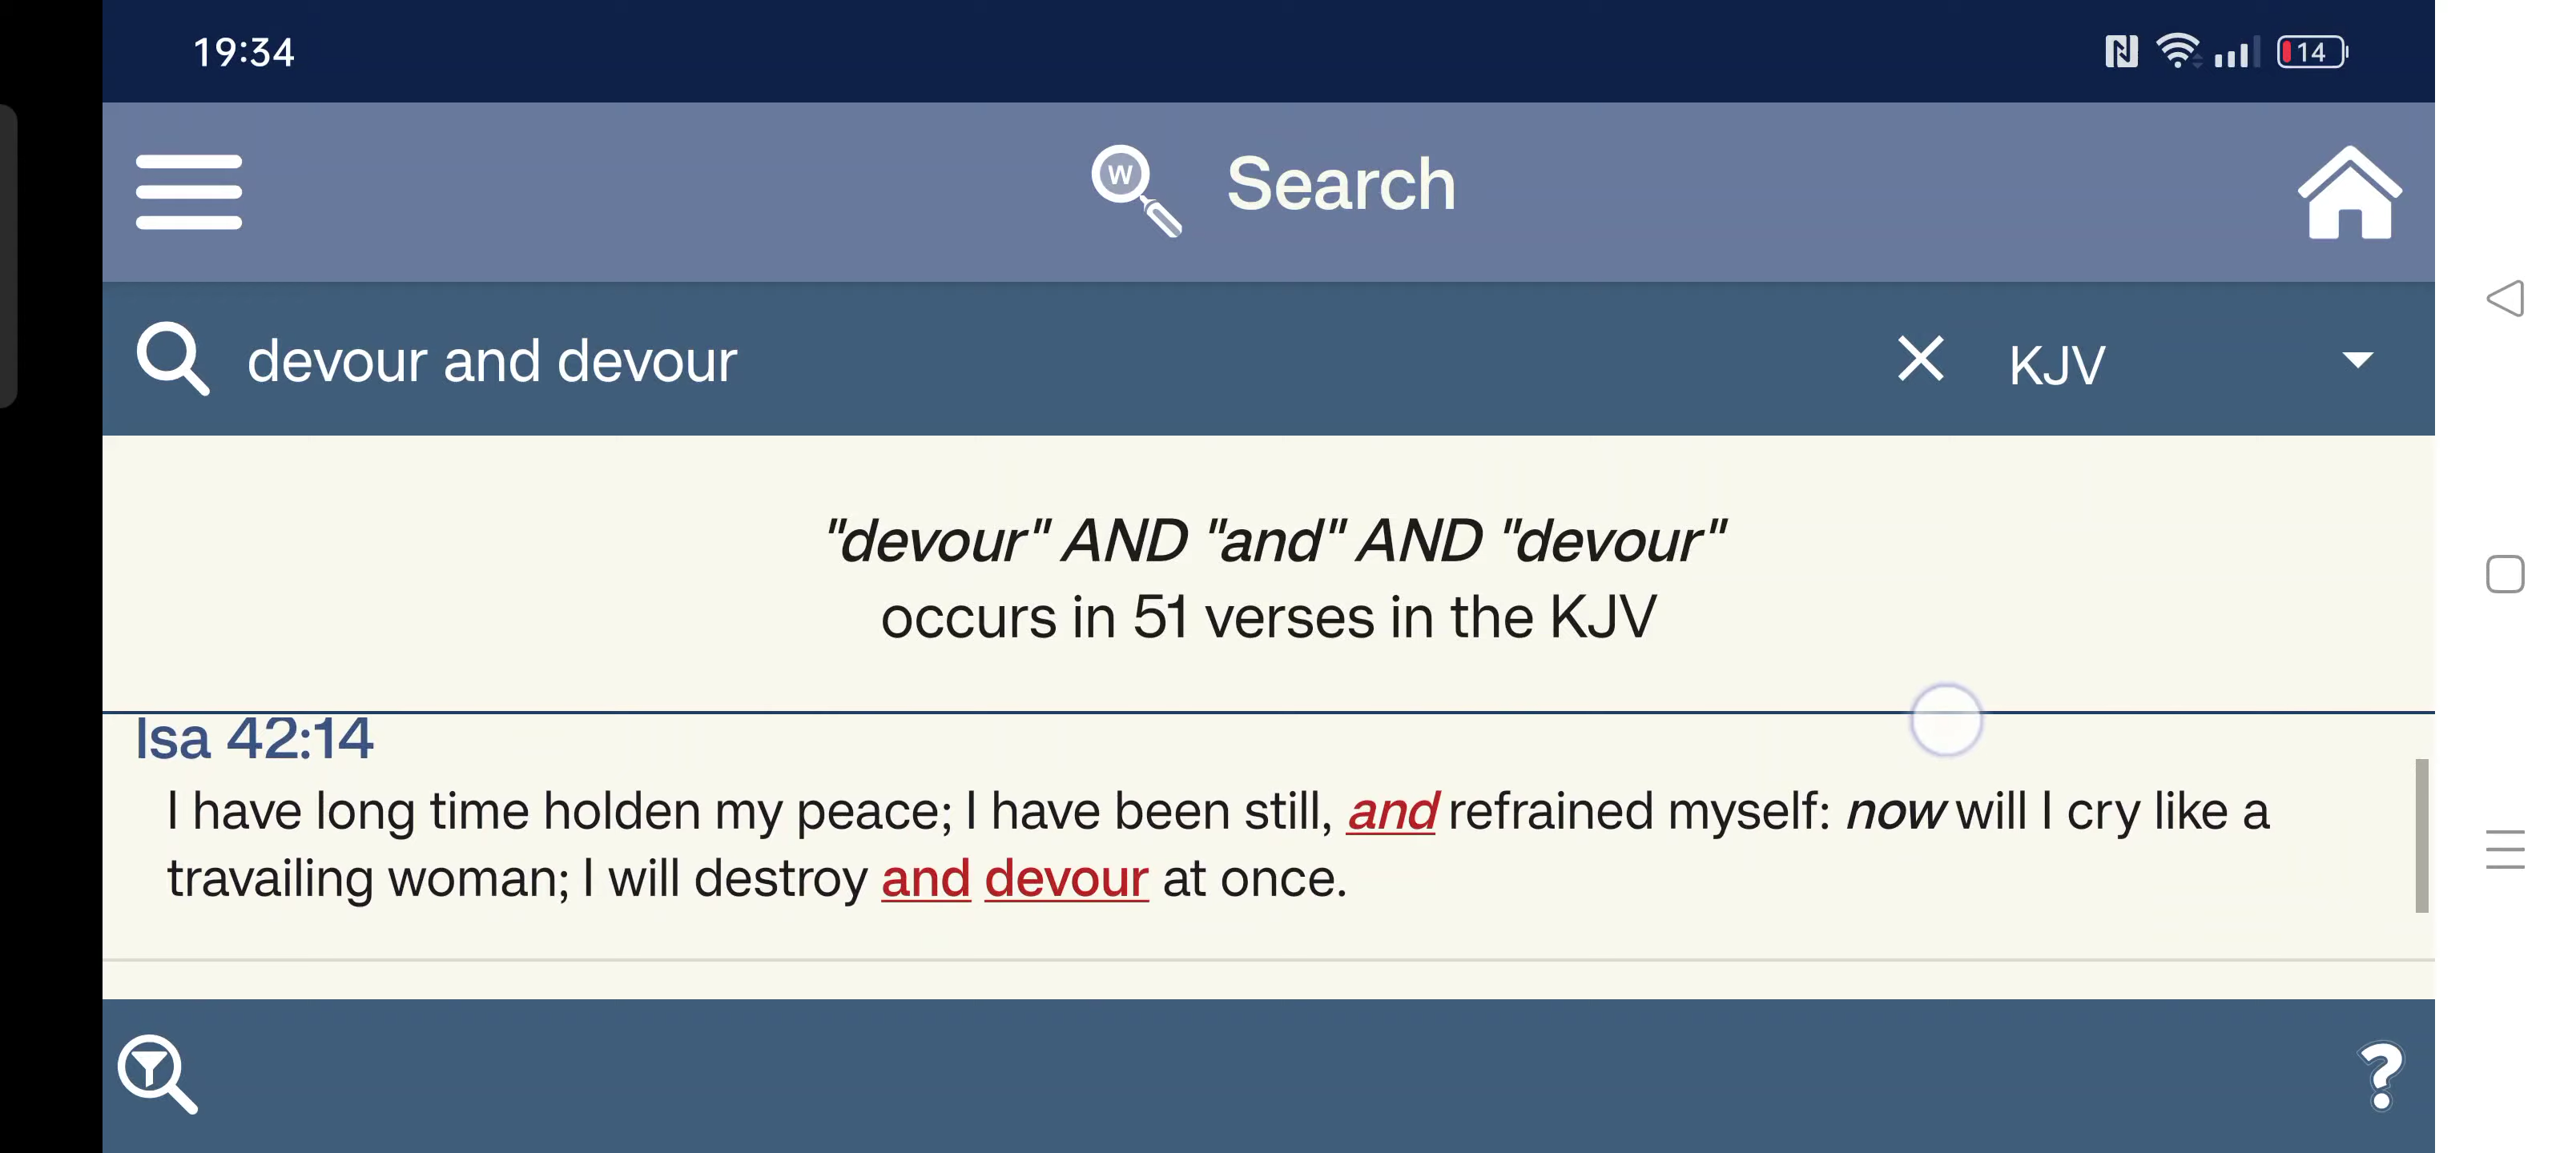 19:34
14
W
Search
devour and devour
KJV
"devour" AND "and" AND "devour"
occurs in 51 verses in the KJV
Isa 42:14
I have long time holden my peace; I have been still, and refrained myself: now will I cry like a
travailing woman; I will destroy and devour at once.